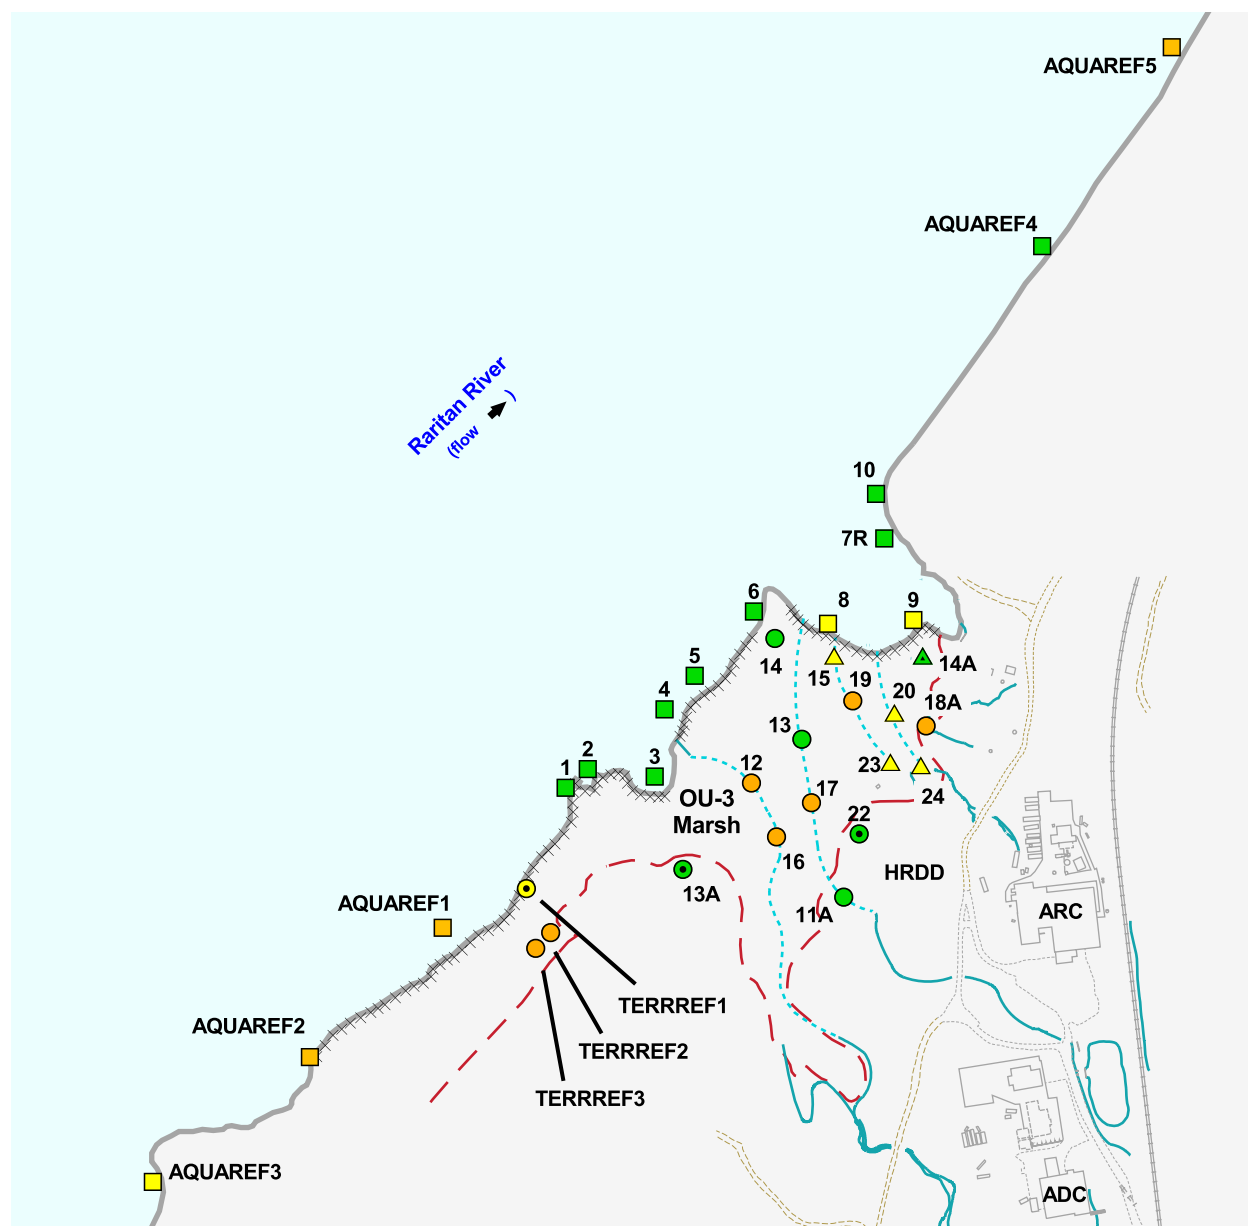 AQUAREF5
AQUAREF4
Raritan River
(flow )
10
7R
6
8
9
14
15
19
14A
5
20
18A
4
13
2
3
12
23
1
OU-3
Marsh
17
24
22
16
HRDD
13A
11A
ARC
AQUAREF1
TERRREF1
AQUAREF2
TERRREF2
TERRREF3
AQUAREF3
ADC